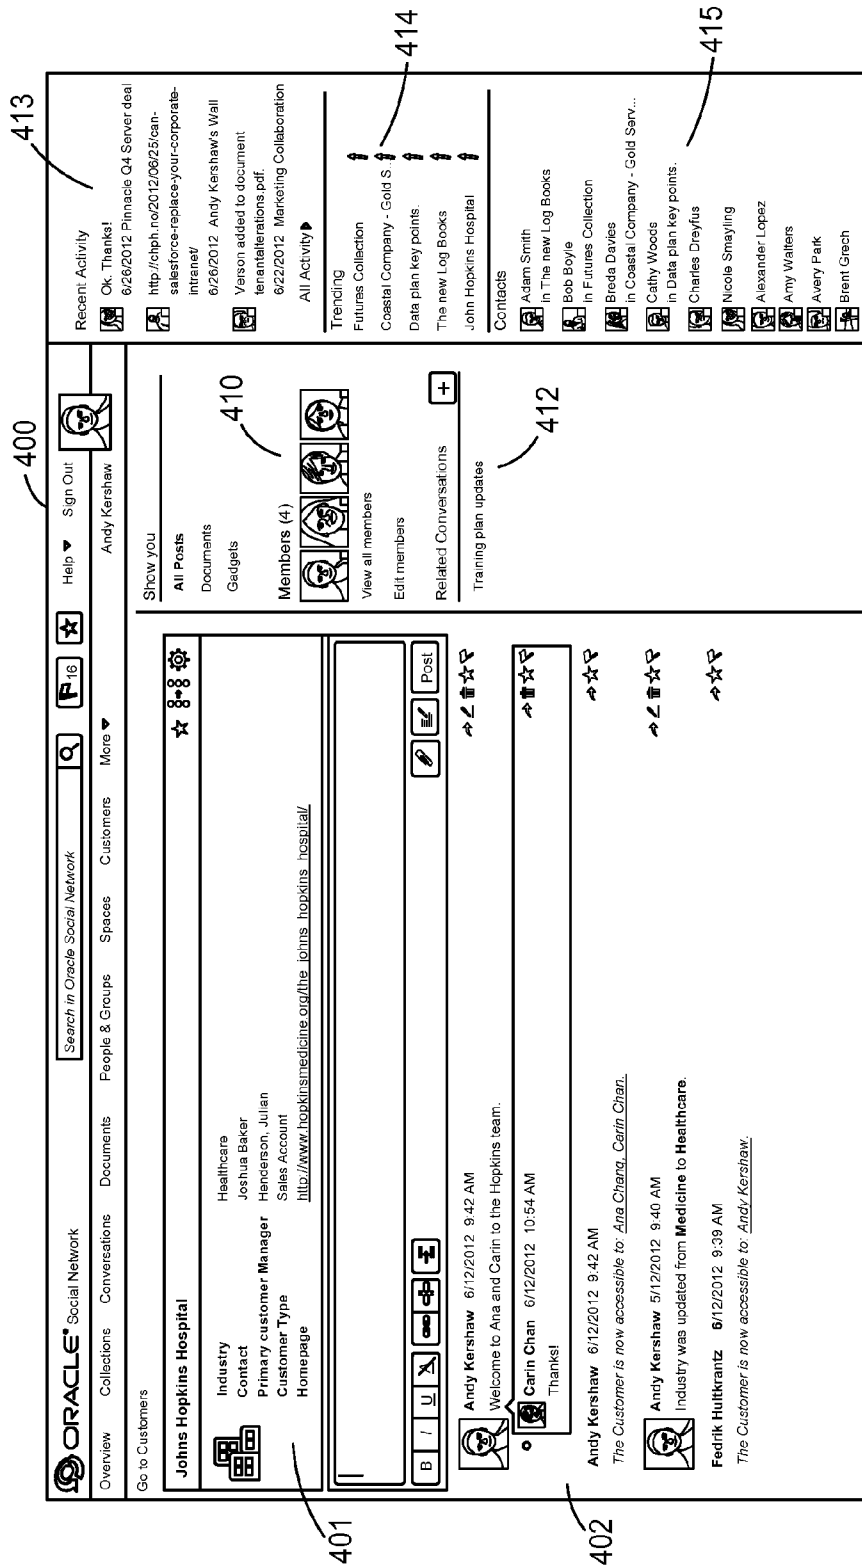 400
ORACLE® Social Network
Search in Oracle Social Network
16
Help
Sign Out
Overview
Collections
Conversations
Documents
People & Groups
Spaces
Customers
More
Andy Kershaw
Go to Customers
Johns Hopkins Hospital
Industry Healthcare
Contact Joshua Baker
Primary customer Manager Henderson, Julian
Customer Type Sales Account
Homepage http://www.hopkinsmedicine.org/the_johns_hopkins_hospital/
401
B I U A
Post
Andy Kershaw 6/12/2012 9:42 AM
Welcome to Ana and Carin to the Hopkins team.
Carin Chan 6/12/2012 10:54 AM
Thanks!
Andy Kershaw 6/12/2012 9:42 AM
The Customer is now accessible to: Ana Chang, Carin Chan.
Andy Kershaw 5/12/2012 9:40 AM
Industry was updated from Medicine to Healthcare.
Fedrik Hultkrantz 6/12/2012 9:39 AM
The Customer is now accessible to: Andy Kershaw.
402
Show you
All Posts
Documents
Gadgets
410
Members (4)
View all members
Edit members
Related Conversations +
Training plan updates
412
413
Recent Activity
Ok. Thanks!
6/26/2012 Pinnacle Q4 Server deal
http://chph.no/2012/06/25/can-
salesforce-replace-your-corporate-
intranet/
6/26/2012 Andy Kershaw's Wall
Verson added to document
tenantalterations.pdf.
6/22/2012 Marketing Collaboration
All Activity
Trending
414
Futures Collection
Coastal Company - Gold S...
Data plan key points.
The new Log Books
John Hopkins Hospital
Contacts
415
Adam Smith
in The new Log Books
Bob Boyle
In Futures Collection
Breda Davies
in Coastal Company - Gold Serv...
Cathy Woods
in Data plan key points.
Charles Dreyfus
Nicole Smayling
Alexander Lopez
Amy Walters
Avery Park
Brent Grech